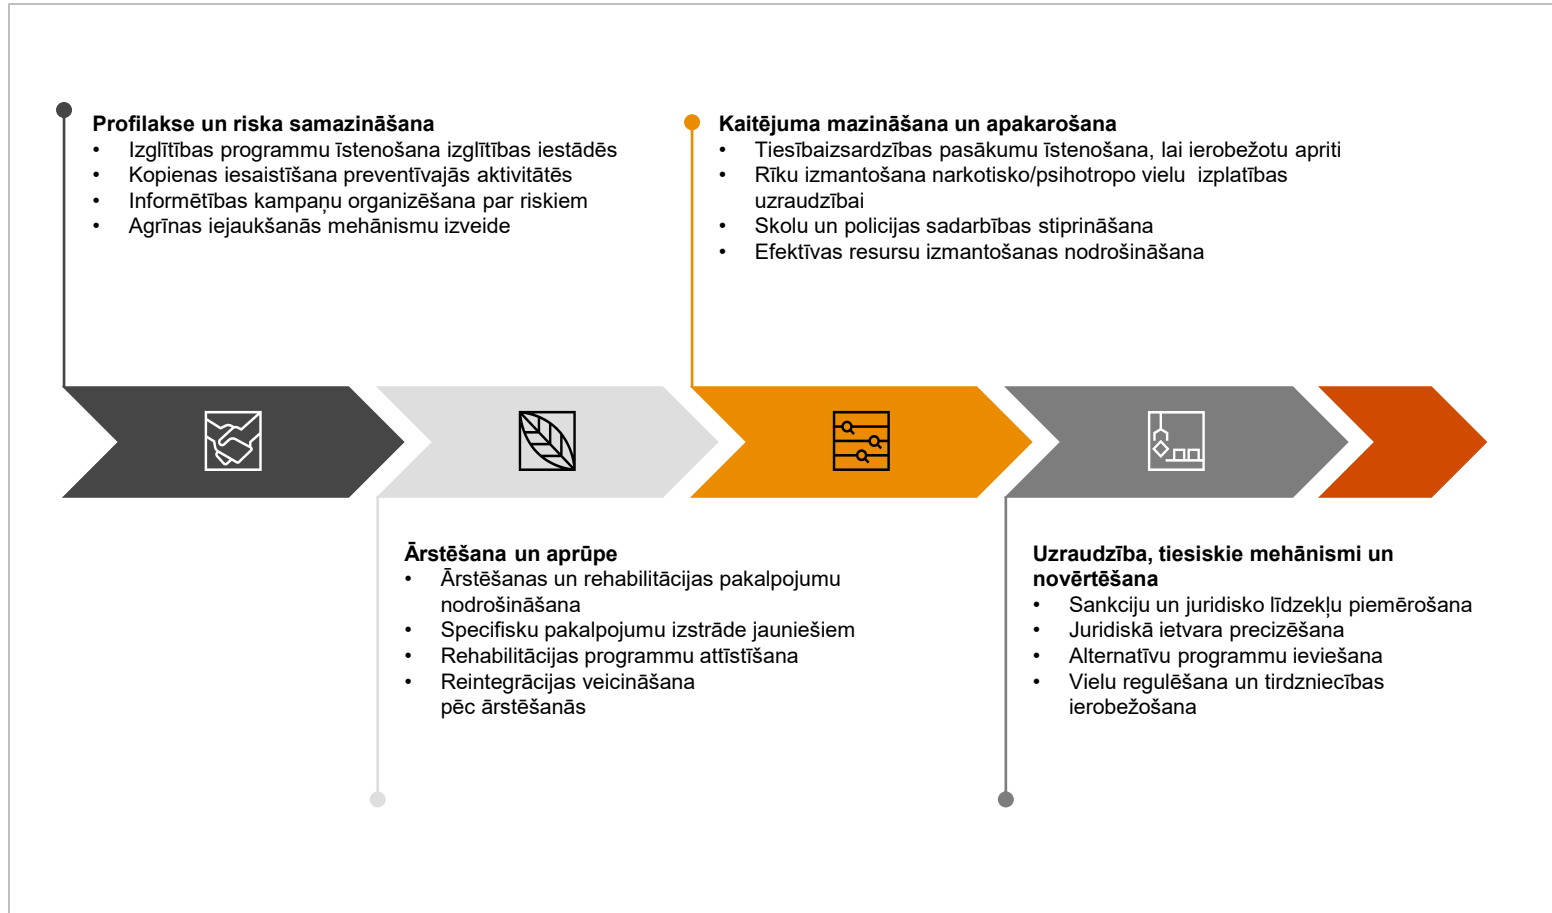 Profilakse un riska samazināšana
• Izglītības programmu īstenošana izglītības iestādēs
• Kopienas iesaistīšana preventīvajās aktivitātēs
• Informētības kampaņu organizēšana par riskiem
• Agrīnas iejaukšanās mehānismu izveide
Kaitējuma mazināšana un apakarošana
• Tiesībaizsardzības pasākumu īstenošana, lai ierobežotu apriti
• Rīku izmantošana narkotisko/psihotropo vielu izplatības
uzraudzībai
• Skolu un policijas sadarbības stiprināšana
• Efektīvas resursu izmantošanas nodrošināšana
Ārstēšana un aprūpe
• Ārstēšanas un rehabilitācijas pakalpojumu
nodrošināšana
• Specifisku pakalpojumu izstrāde jauniešiem
• Rehabilitācijas programmu attīstīšana
• Reintegrācijas veicināšana
pēc ārstēšanās
Uzraudzība, tiesiskie mehānismi un
novērtēšana
• Sankciju un juridisko līdzekļu piemērošana
• Juridiskā ietvara precizēšana
• Alternatīvu programmu ieviešana
• Vielu regulēšana un tirdzniecības
ierobežošana